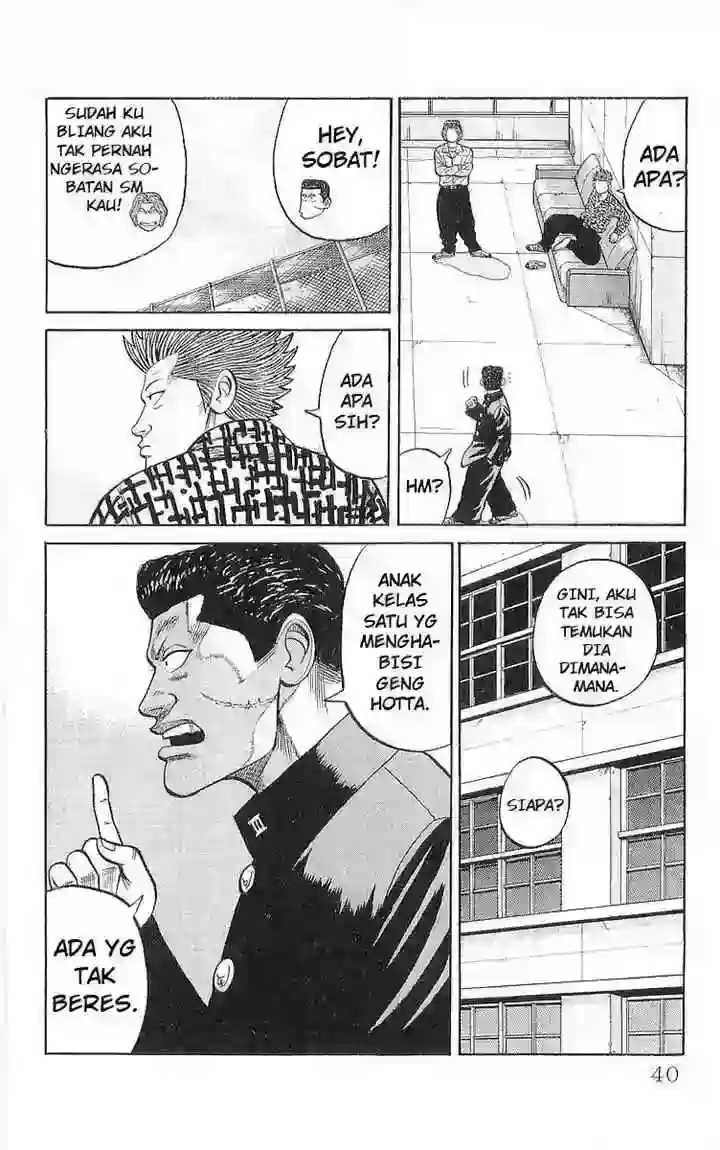 ADA
APA?
HM?
HEY,
SOBAT!
SUDAH KU
BLIANG AKU
TAK PERNAH
NGERASA SO-
BATAN SM
KAU!
ADA
APA
SIH?
GINI, AKU
TAK BISA
TEMUKAN
DIA
DIMANA-
MANA.
SIAPA?
ANAK
KELAS
SATU YG
MENGHA-
BISI
GENG
HOTTA.
III
ADA YG
TAK
BERES.
40